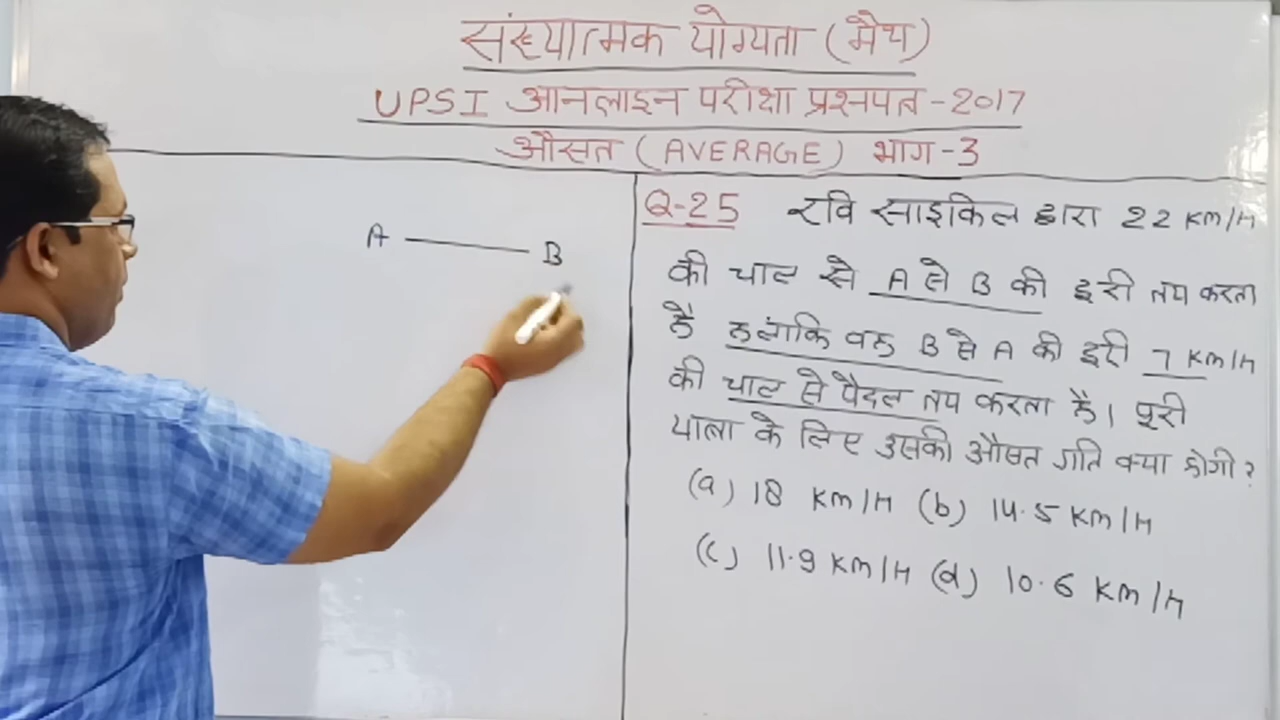 संख्यात्मक योग्यता (मैथ)
UPSI आनलाइन परीक्षा प्रश्नपत्र-2017
औसत (AVERAGE) भाग-3
A B
Q-25 रवि साइकिल द्वारा 22 KM/H
की चाल से A से B की दूरी तय करता
है हलांकि वह B से A की दूरी 7 KM/H
की चाल से पैदल तय करता है। पूरी
यात्रा के लिए उसकी औसत गति क्या होगी?
(a) 18 KM/H (b) 14.5 KM/H
(c) 11.9 KM/H (d) 10.6 KM/H